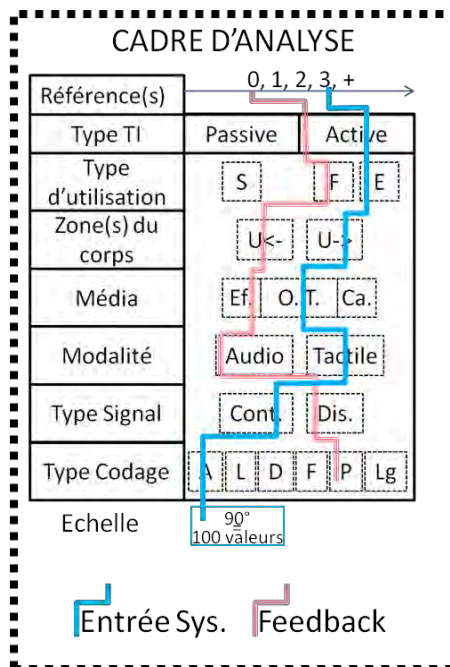 CADRE D'ANALYSE
Référence(s) 0, 1, 2, 3, +
Type TI Passive Active
Type d'utilisation S F E
Zone(s) du corps U<- U->
Média Ef. O. T. Ca.
Modalité Audio Tactile
Type Signal Cont. Dis.
Type Codage A L D F P Lg
Echelle 90°
=
100 valeurs
Entrée Sys. Feedback